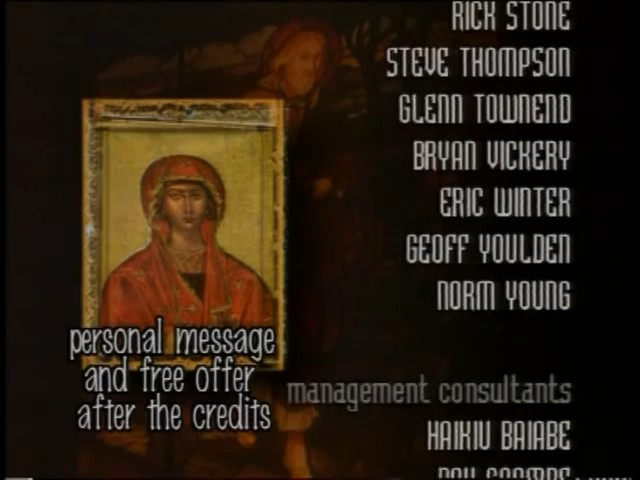 RICK STONE
STEVE THOMPSON
GLENN TOWNEND
BRYAN VICKERY
ERIC WINTER
GEOFF YOULDEN
NORM YOUNG
personal message
and free offer
after the credits
management consultants
HAIKIU BAIABE